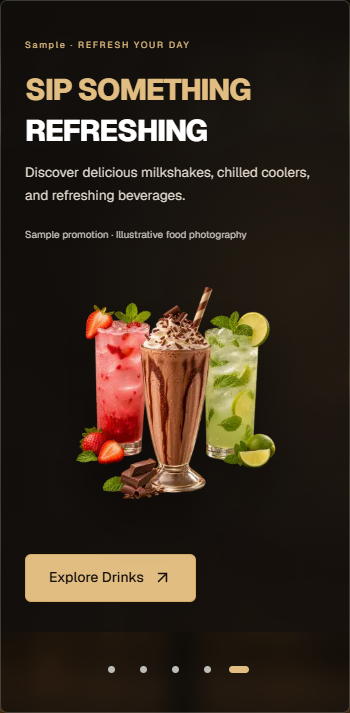 Sample · REFRESH YOUR DAY
SIP SOMETHING
REFRESHING
Discover delicious milkshakes, chilled coolers,
and refreshing beverages.
Sample promotion · Illustrative food photography
Explore Drinks